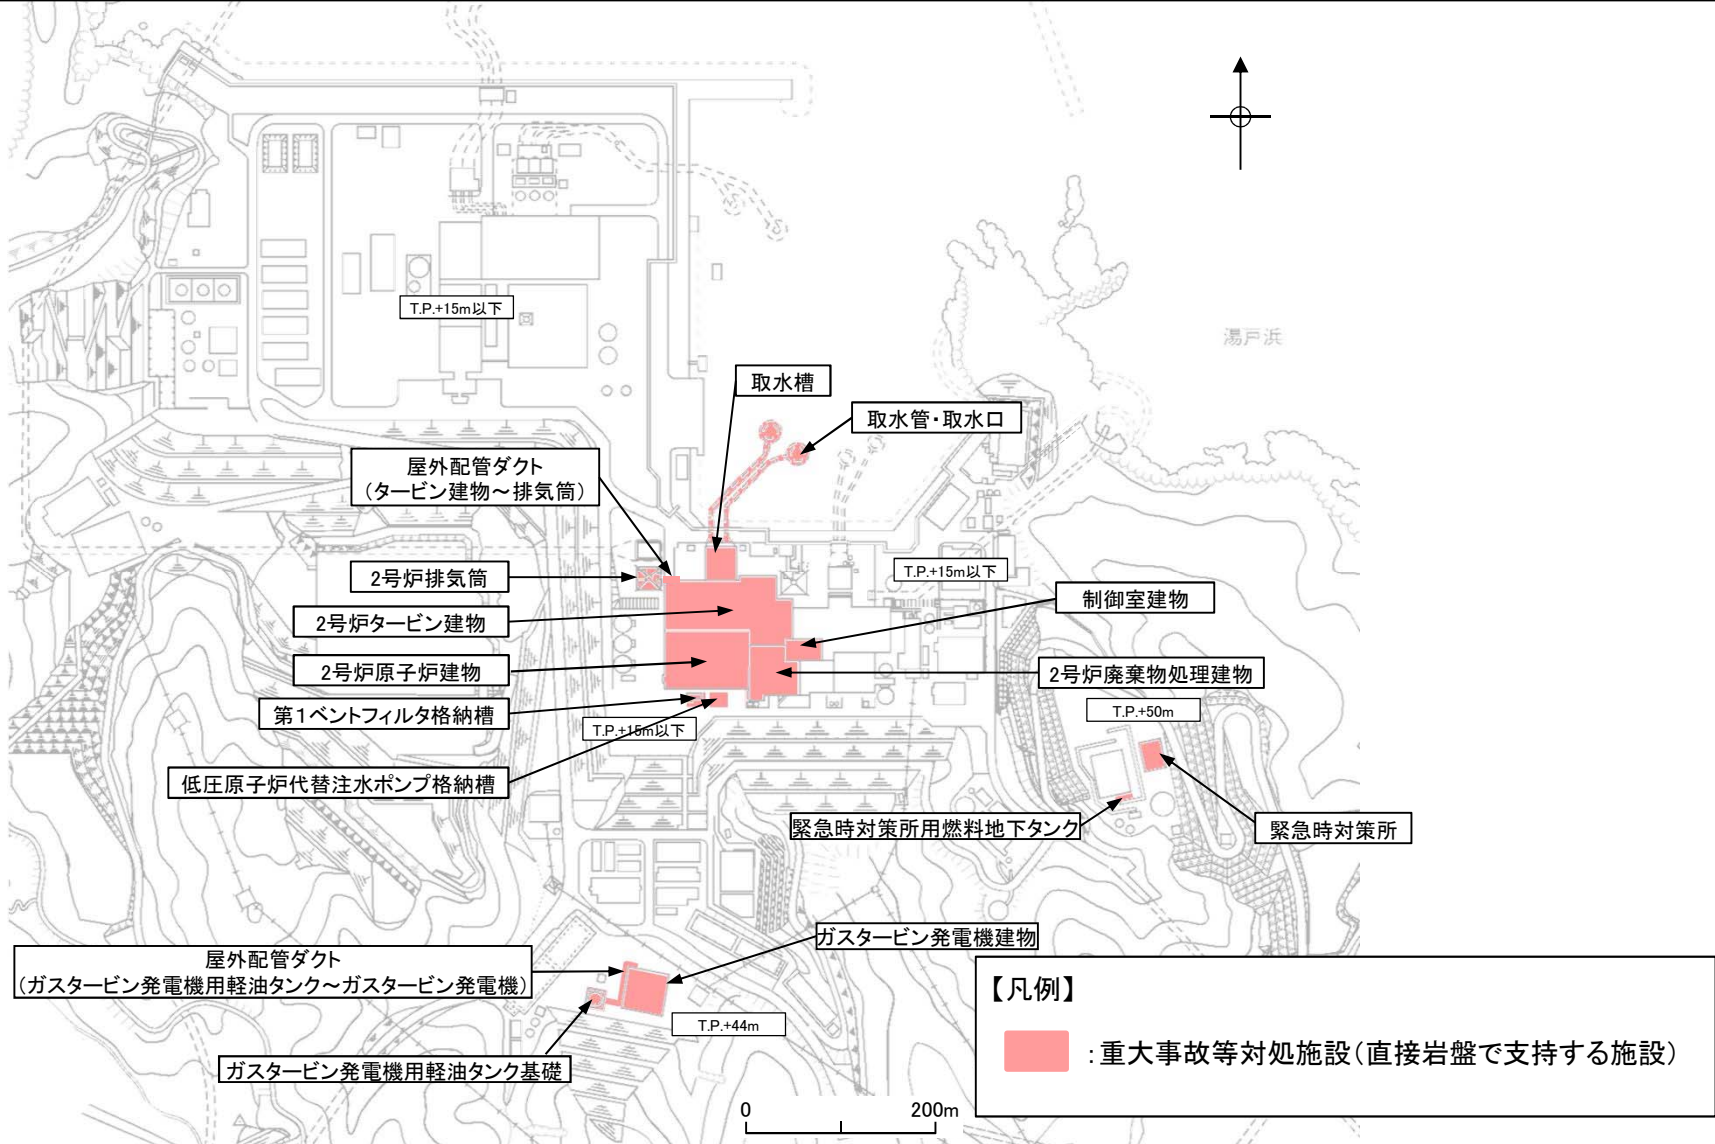 T.P.+15m以下
湯戸浜
取水槽
取水管・取水口
屋外配管ダクト
（タービン建物～排気筒）
2号炉排気筒
T.P.+15m以下
制御室建物
2号炉タービン建物
2号炉原子炉建物
2号炉廃棄物処理建物
第1ベントフィルタ格納槽
T.P.+15m以下
T.P.+50m
低圧原子炉代替注水ポンプ格納槽
緊急時対策所用燃料地下タンク
緊急時対策所
ガスタービン発電機建物
屋外配管ダクト
（ガスタービン発電機用軽油タンク～ガスタービン発電機）
T.P.+44m
ガスタービン発電機用軽油タンク基礎
【凡例】
：重大事故等対処施設（直接岩盤で支持する施設）
0 200m